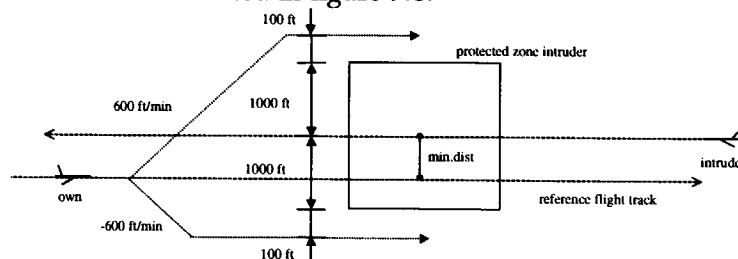 100 ft
protected zone intruder
600 ft/min
1000 ft
min.dist
intrude
1000 ft
own
reference flight track
-600 ft/min
100 ft